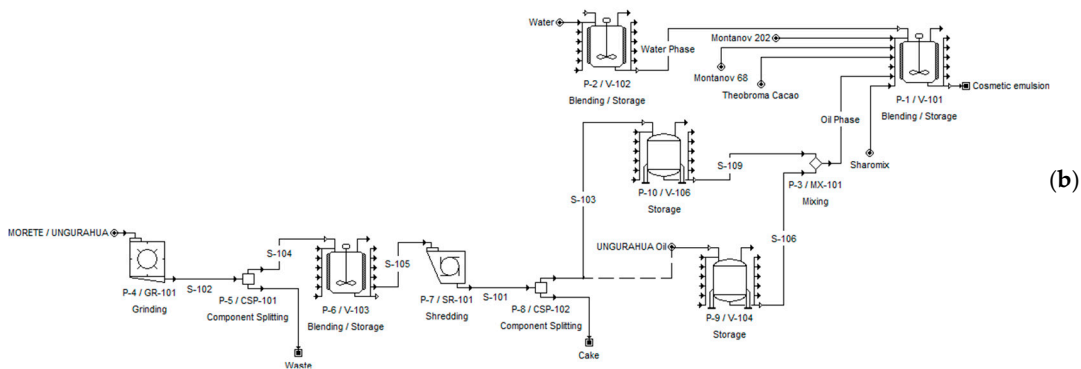 Water
Water Phase
P-2 / V-102
Blending / Storage
Montanov 202
Montanov 68
Theobroma Cacao
Cosmetic emulsion
P-1 / V-101
Blending / Storage
Oil Phase
Sharomix
S-109
P-3 / MX-101
Mixing
P-10 / V-106
Storage
S-103
(b)
MORETE / UNGURAHUA
S-102
P-4 / GR-101
Grinding
S-104
P-5 / CSP-101
Component Splitting
Waste
S-105
P-6 / V-103
Blending / Storage
P-7 / SR-101
Shredding
S-101
P-8 / CSP-102
Component Splitting
Cake
UNGURAHUA Oil
S-106
P-9 / V-104
Storage